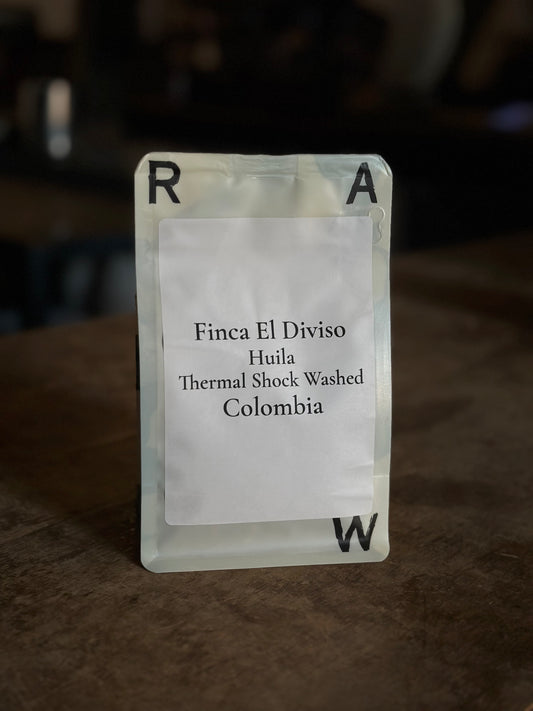 R A
Finca El Diviso
Huila
Thermal Shock Washed
Colombia
W